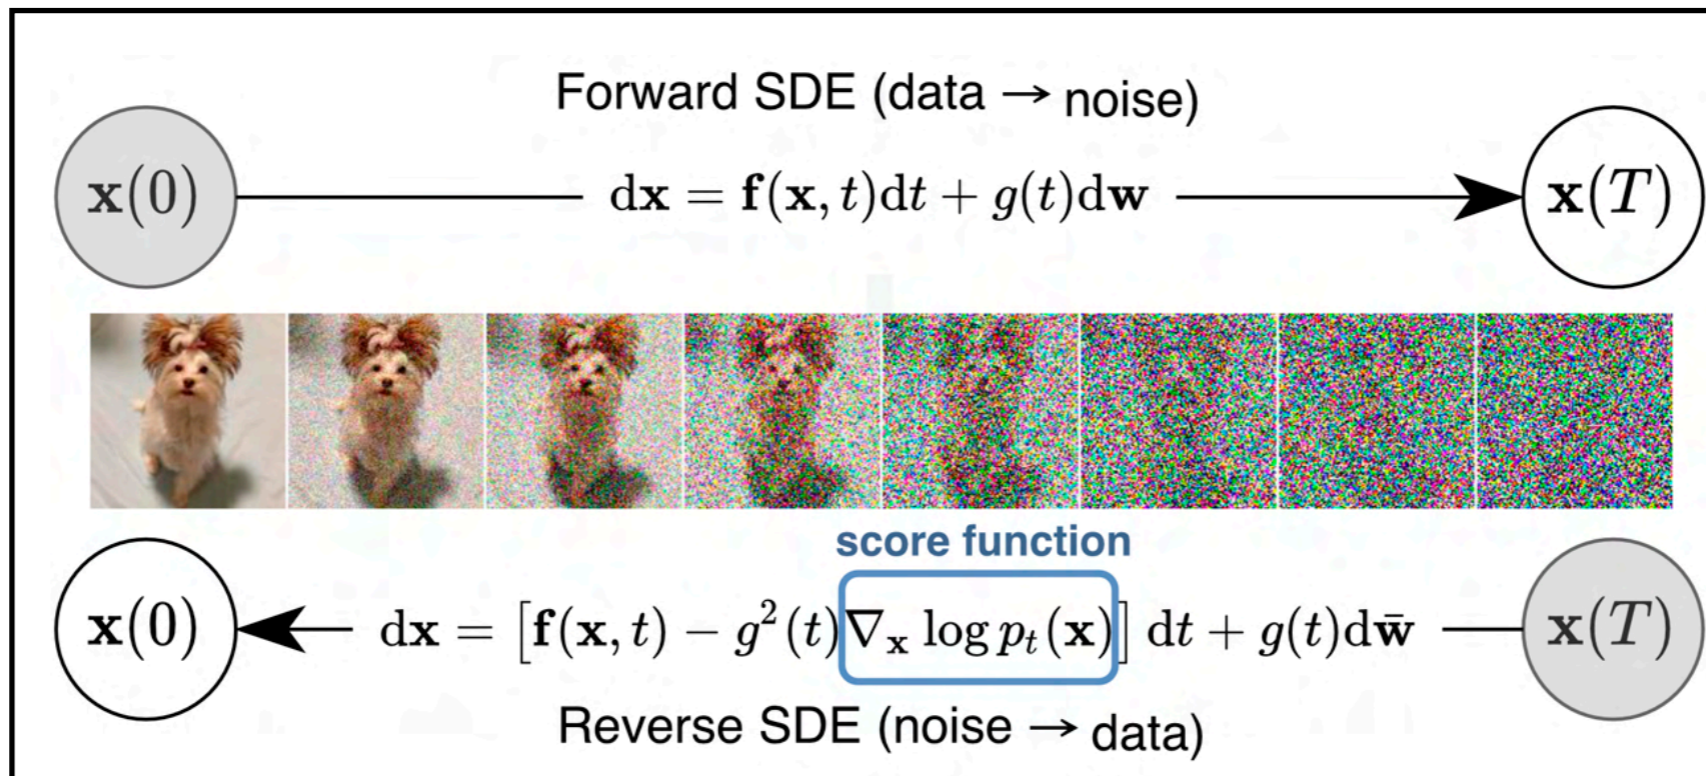 Forward SDE (data → noise)
x(0) dx = f(x, t)dt + g(t)dw x(T)
score function
x(0) dx = [f(x, t) − g²(t)∇ₓ log pₜ(x)] dt + g(t)dw̄ x(T)
Reverse SDE (noise → data)